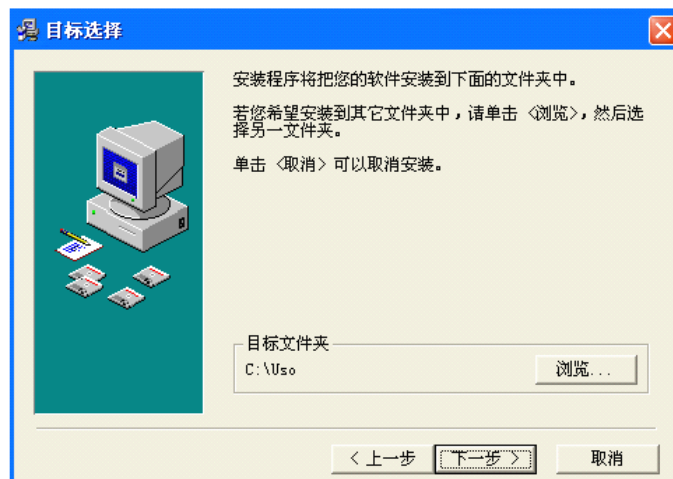 目标选择
安装程序将把您的软件安装到下面的文件夹中。
若您希望安装到其它文件夹中，请单击〈浏览〉，然后选
择另一文件夹。
单击〈取消〉可以取消安装。
目标文件夹
C:\Uso
浏览...
< 上一步
下一步 >
取消